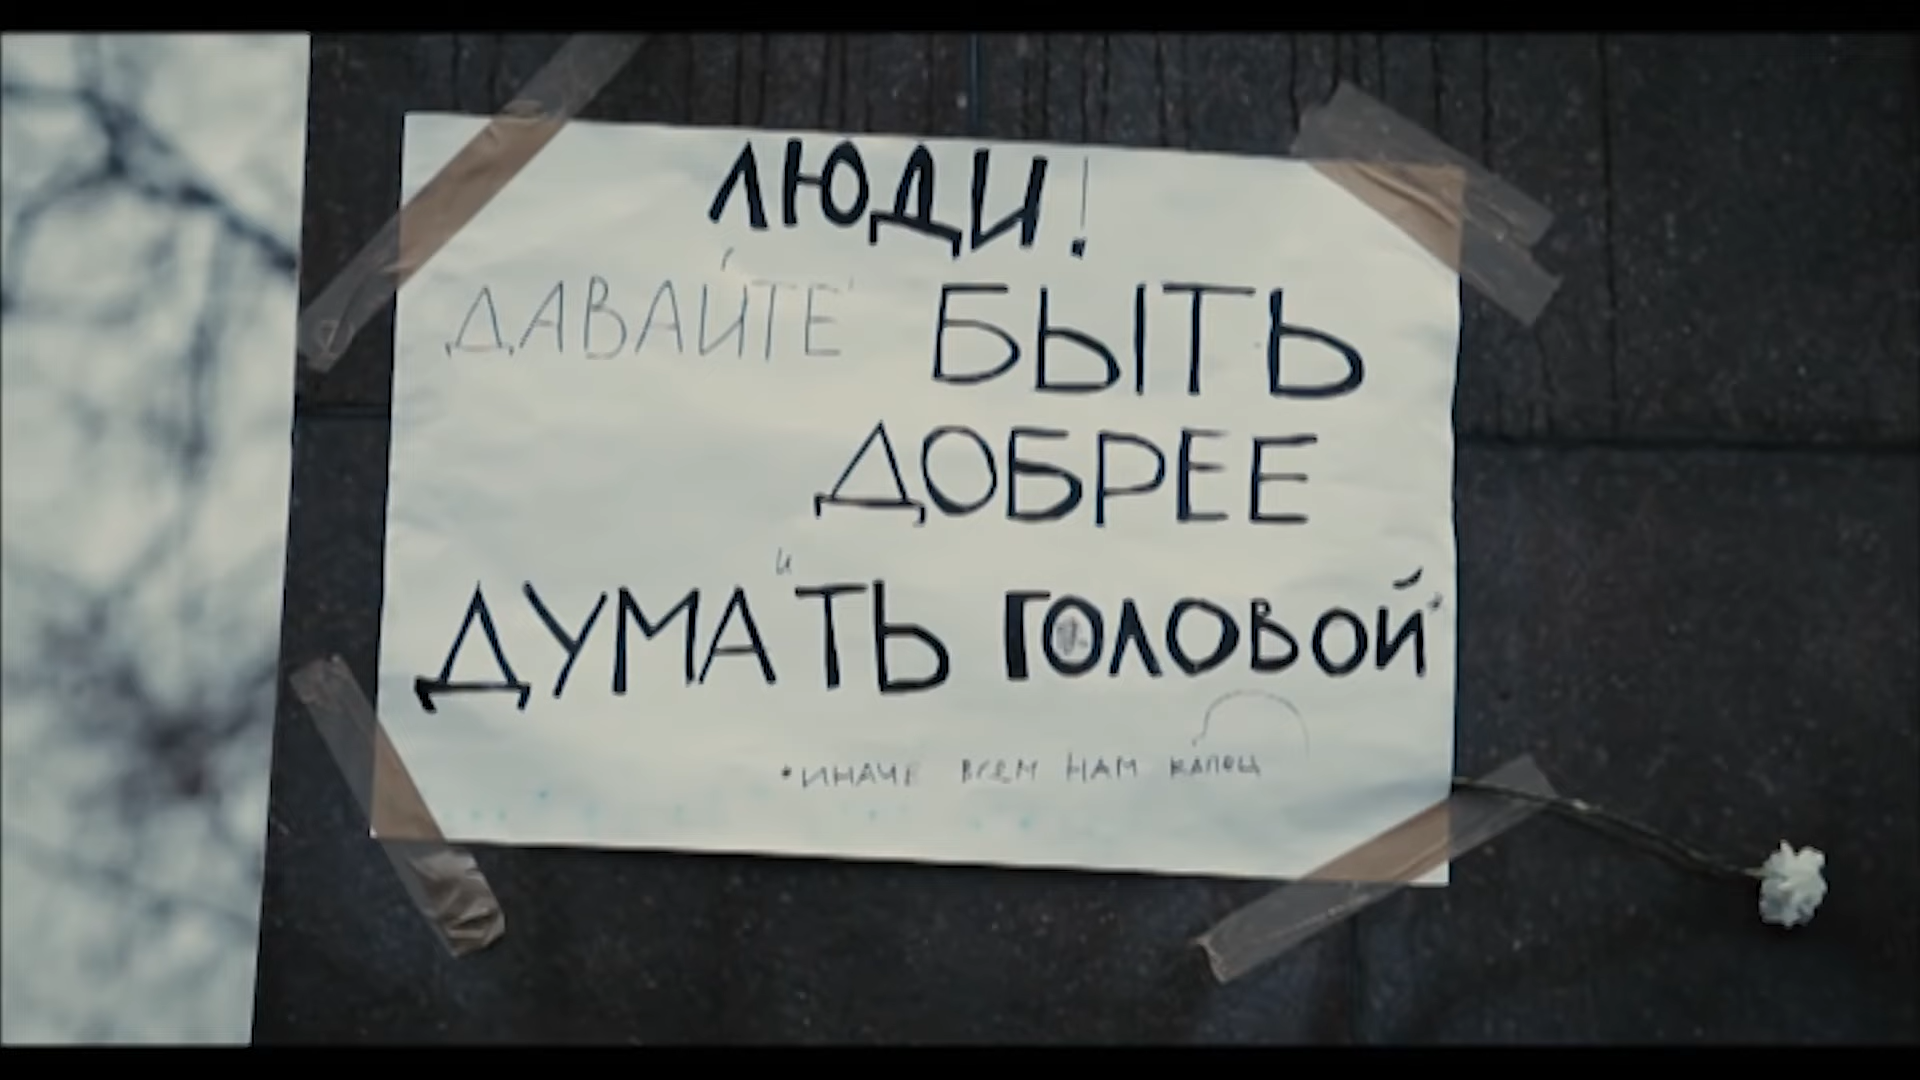 ЛЮДИ!
ДАВАЙТЕ БЫТЬ
ДОБРЕЕ
и
ДУМАТЬ ГОЛОВОЙ*
*ИНАЧЕ ВСЕМ НАМ КАПЕЦ